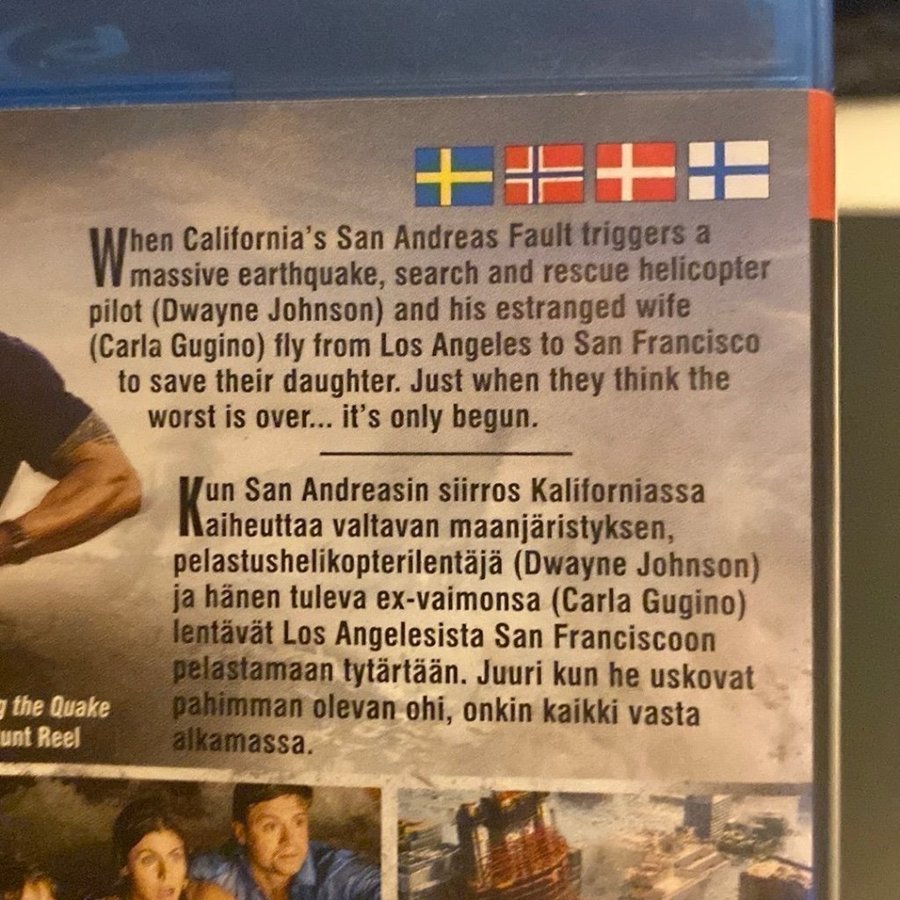 When California's San Andreas Fault triggers a
massive earthquake, search and rescue helicopter
pilot (Dwayne Johnson) and his estranged wife
(Carla Gugino) fly from Los Angeles to San Francisco
to save their daughter. Just when they think the
worst is over... it's only begun.
Kun San Andreasin siirros Kaliforniassa
aiheuttaa valtavan maanjäristyksen,
pelastushelikopterilentäjä (Dwayne Johnson)
ja hänen tuleva ex-vaimonsa (Carla Gugino)
lentävät Los Angelesista San Franciscoon
pelastamaan tytärtään. Juuri kun he uskovat
pahimman olevan ohi, onkin kaikki vasta
alkamassa.
the Quake
Reel